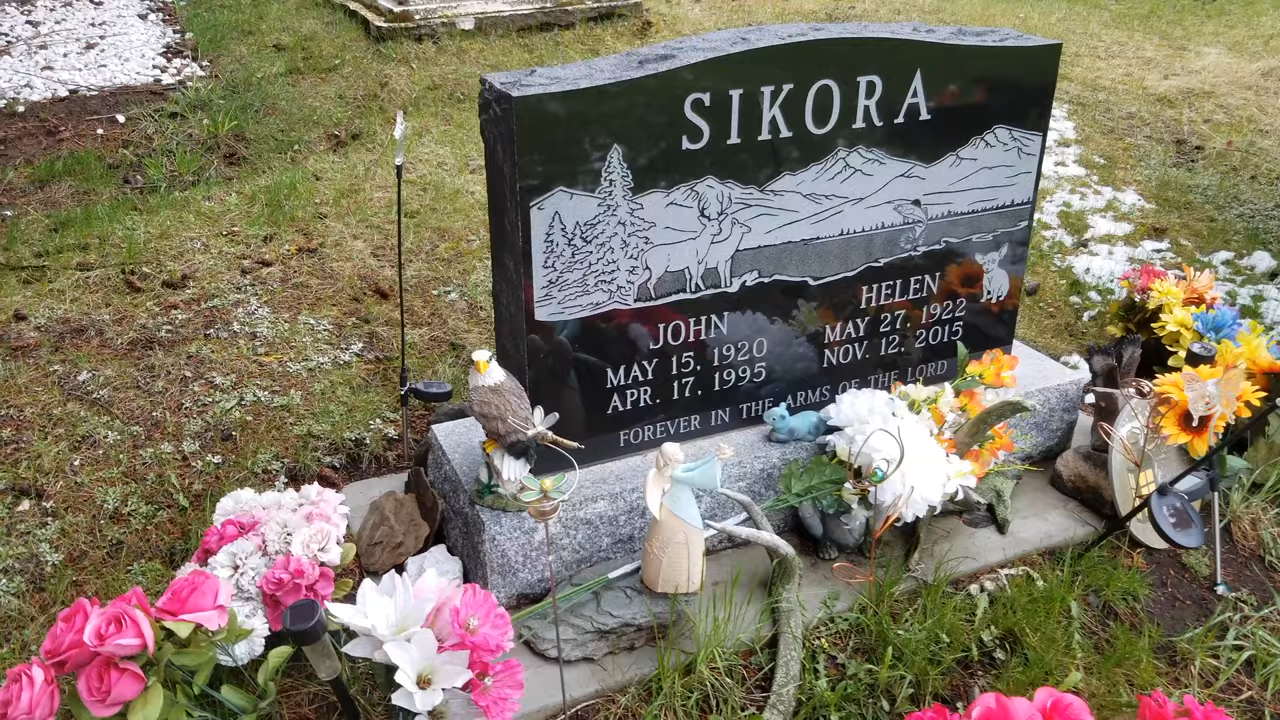 SIKORA
JOHN
MAY 15, 1920
APR. 17, 1995
HELEN
MAY 27, 1922
NOV. 12, 2015
FOREVER IN THE ARMS OF THE LORD